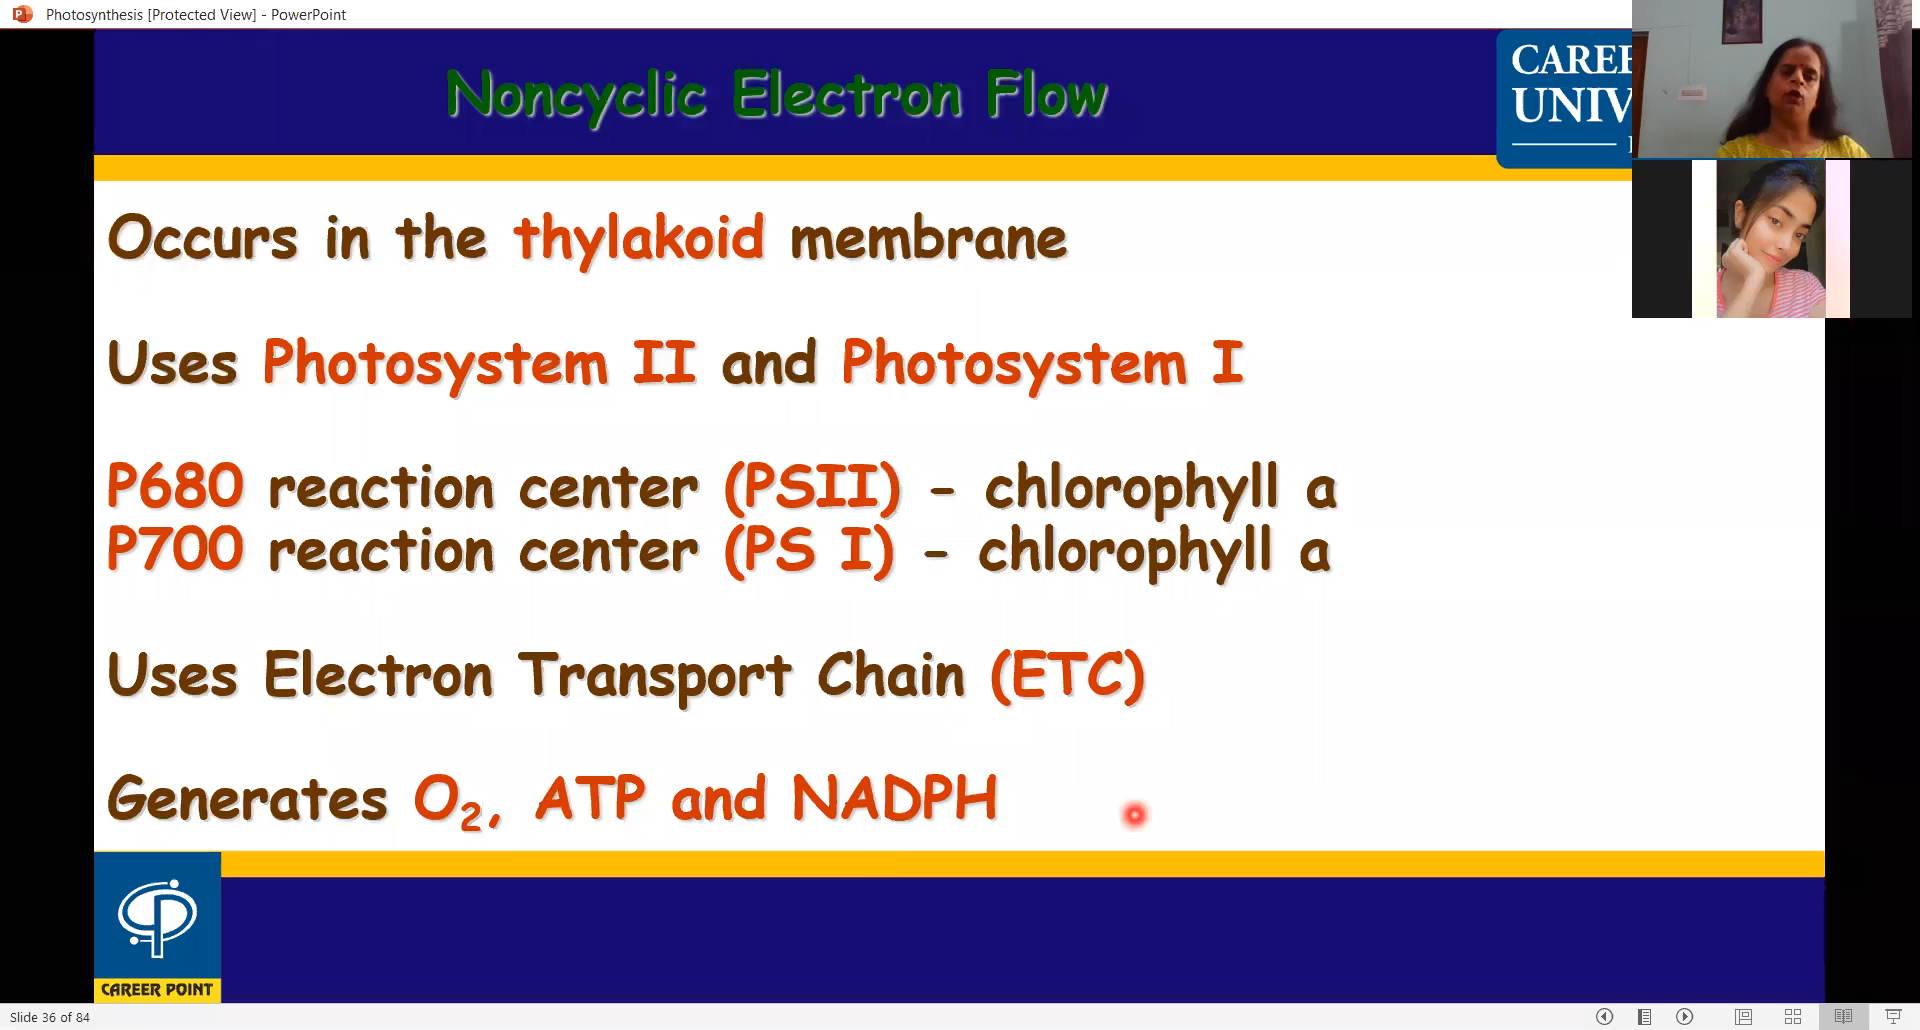 Photosynthesis [Protected View] - PowerPoint
Noncyclic Electron Flow
Occurs in the thylakoid membrane
Uses Photosystem II and Photosystem I
P680 reaction center (PSII) - chlorophyll a
P700 reaction center (PS I) - chlorophyll a
Uses Electron Transport Chain (ETC)
Generates O₂, ATP and NADPH
CAREER POINT
Slide 36 of 84